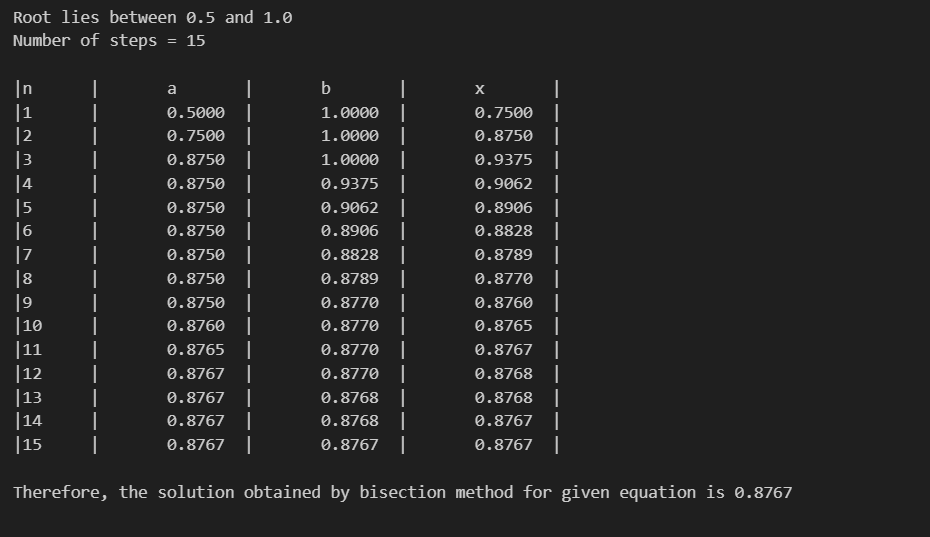 Root lies between 0.5 and 1.0
Number of steps = 15
|n | a | b | x |
|1 | 0.5000 | 1.0000 | 0.7500 |
|2 | 0.7500 | 1.0000 | 0.8750 |
|3 | 0.8750 | 1.0000 | 0.9375 |
|4 | 0.8750 | 0.9375 | 0.9062 |
|5 | 0.8750 | 0.9062 | 0.8906 |
|6 | 0.8750 | 0.8906 | 0.8828 |
|7 | 0.8750 | 0.8828 | 0.8789 |
|8 | 0.8750 | 0.8789 | 0.8770 |
|9 | 0.8750 | 0.8770 | 0.8760 |
|10 | 0.8760 | 0.8770 | 0.8765 |
|11 | 0.8765 | 0.8770 | 0.8767 |
|12 | 0.8767 | 0.8770 | 0.8768 |
|13 | 0.8767 | 0.8768 | 0.8768 |
|14 | 0.8767 | 0.8768 | 0.8767 |
|15 | 0.8767 | 0.8767 | 0.8767 |
Therefore, the solution obtained by bisection method for given equation is 0.8767